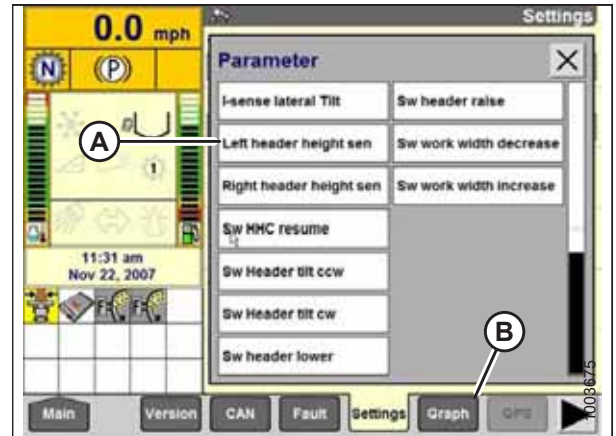 0.0 mph
Settings
N
(P)
Parameter
I-sense lateral Tilt
Sw header raise
A
Left header height sen
Sw work width decrease
1
Right header height sen
Sw work width increase
Sw HHC resume
11:31 am
Nov 22, 2007
Sw Header tilt ccw
Sw Header tilt cw
B
Sw header lower
1003675
Main
Version
CAN
Fault
Settings
Graph
GPS